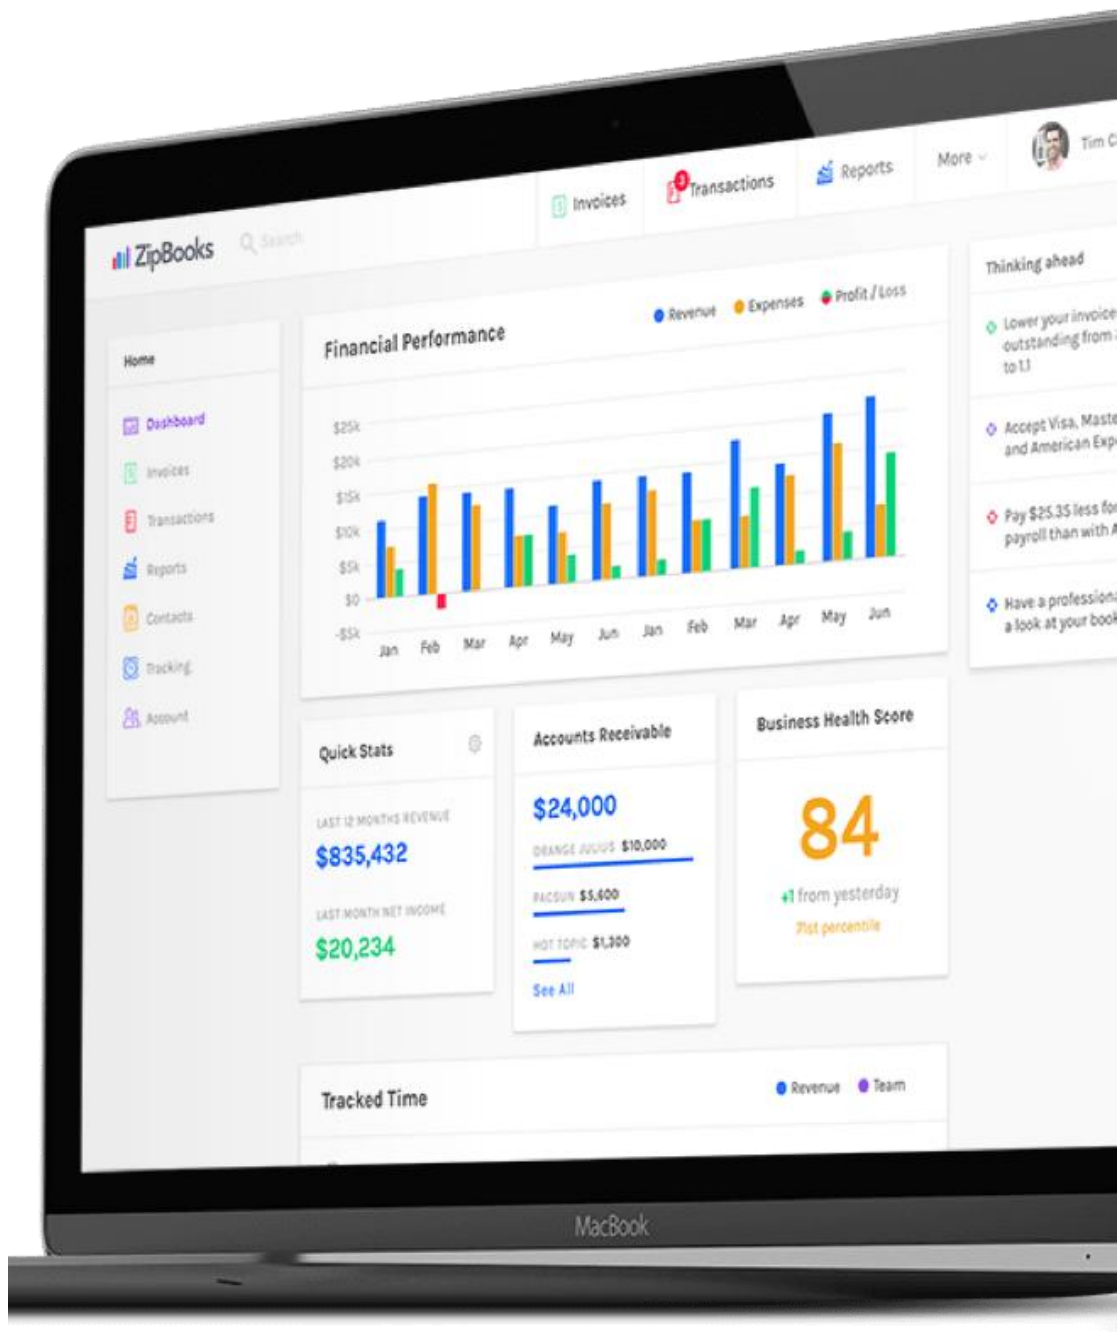 ZipBooks
Search
Invoices
3
Transactions
Reports
More
Tim C
Home
Dashboard
Invoices
Transactions
Reports
Contacts
Tracking
Account
Financial Performance
Revenue
Expenses
Profit / Loss
$25k
$20k
$15k
$10k
$5k
$0
-$5k
Jan Feb Mar Apr May Jun Jan Feb Mar Apr May Jun
Thinking ahead
Lower your invoice
outstanding from
to 1.1
Accept Visa, Maste
and American Exp
Pay $25.35 less for
payroll than with A
Have a professiona
a look at your book
Quick Stats
LAST 12 MONTHS REVENUE
$835,432
LAST MONTH NET INCOME
$20,234
Accounts Receivable
$24,000
ORANGE JULIUS $10,000
PACSUN $5,600
HOT TOPIC $1,300
See All
Business Health Score
84
+1 from yesterday
71st percentile
Tracked Time
Revenue
Team
MacBook